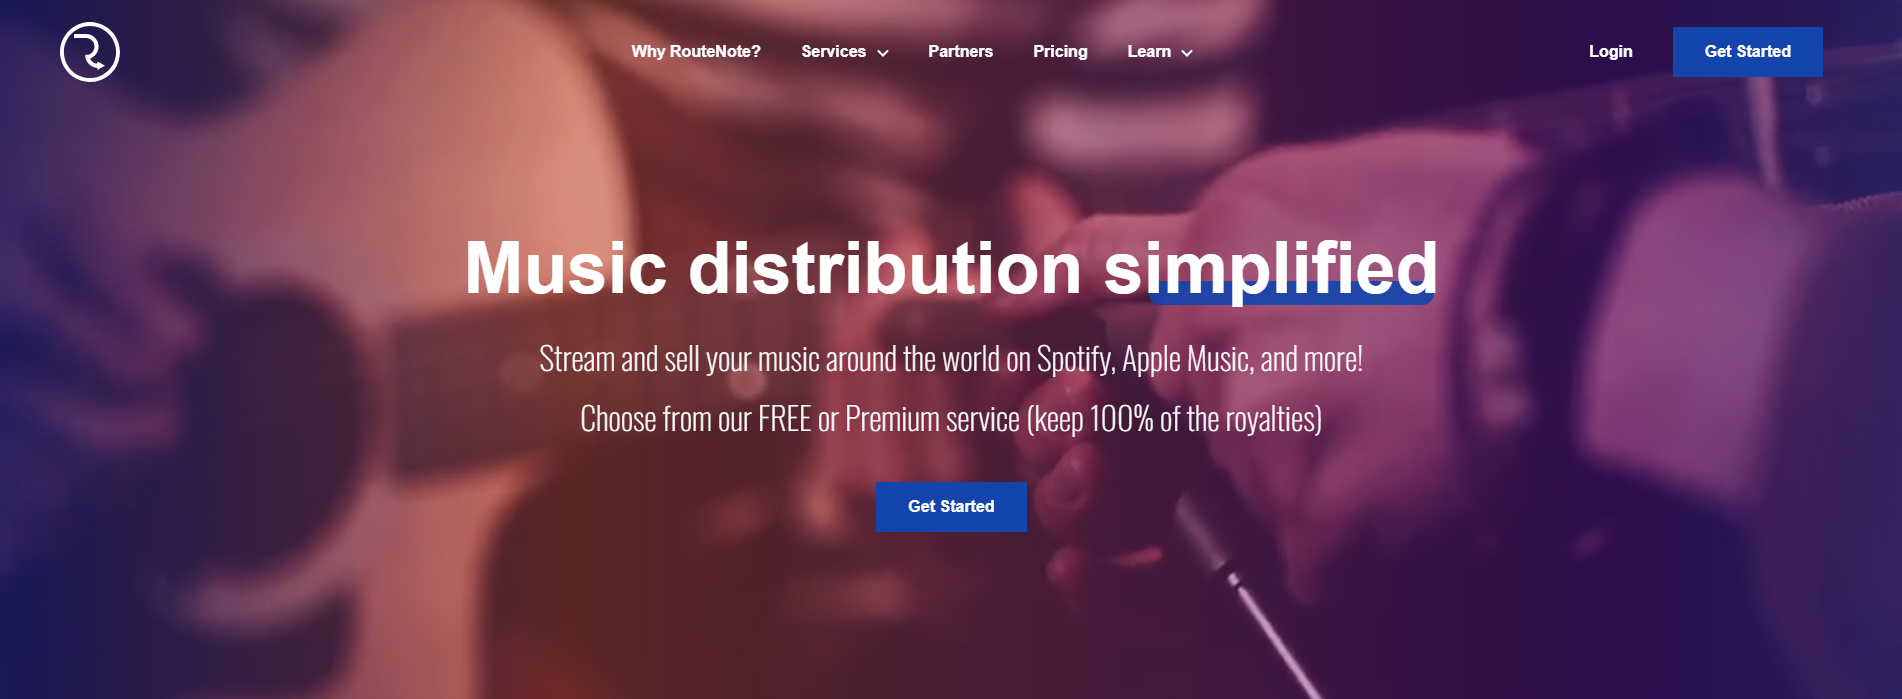 Why RouteNote? Services Partners Pricing Learn Login Get Started
Music distribution simplified
Stream and sell your music around the world on Spotify, Apple Music, and more!
Choose from our FREE or Premium service (keep 100% of the royalties)
Get Started